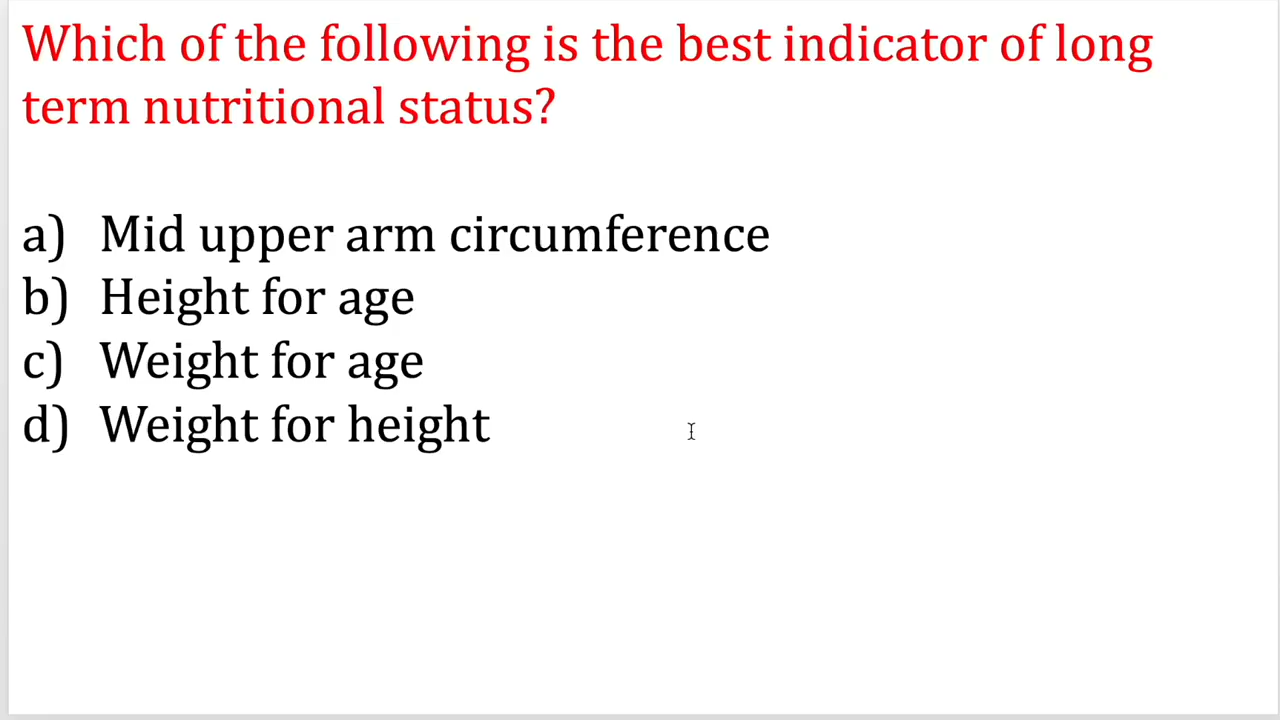 Which of the following is the best indicator of long
term nutritional status?
a) Mid upper arm circumference
b) Height for age
c) Weight for age
d) Weight for height